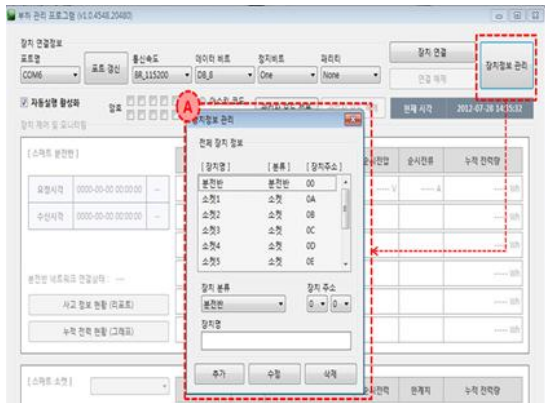 부하 관리 프로그램 (v1.0.4548.20480)
장치 연결정보
포트명 통신속도 데이터 비트 정지비트 패리티
COM6 포트 갱신 BR_115200 DB_8 One None
장치 연결
연결 해제
장치정보 관리
자동실행 활성화 암호
현재 시각 2012-07-28 14:35:32
장치 제어 및 모니터링
A
장치정보 관리
전체 장치 정보
[ 장치명 ] [ 분류 ] [ 장치주소 ]
분전반 분전반 00
소켓1 소켓 0A
소켓2 소켓 0B
소켓3 소켓 0C
소켓4 소켓 0D
소켓5 소켓 0E
장치 분류 장치 주소
분전반 0 0
장치명
추가 수정 삭제
[ 스마트 분전반 ]
순시전압 순시전류 누적 전력량
요청시각 0000-00-00 00:00:00 --
수신시각 0000-00-00 00:00:00 --
----- V ----- A ----- Wh
----- Wh
----- Wh
----- Wh
----- Wh
----- Wh
분전반 네트워크 연결상태 : ----
사고 정보 현황 (리포트)
누적 전력 현황 (그래프)
[ 스마트 소켓 ]
순시전력 한계치 누적 전력량